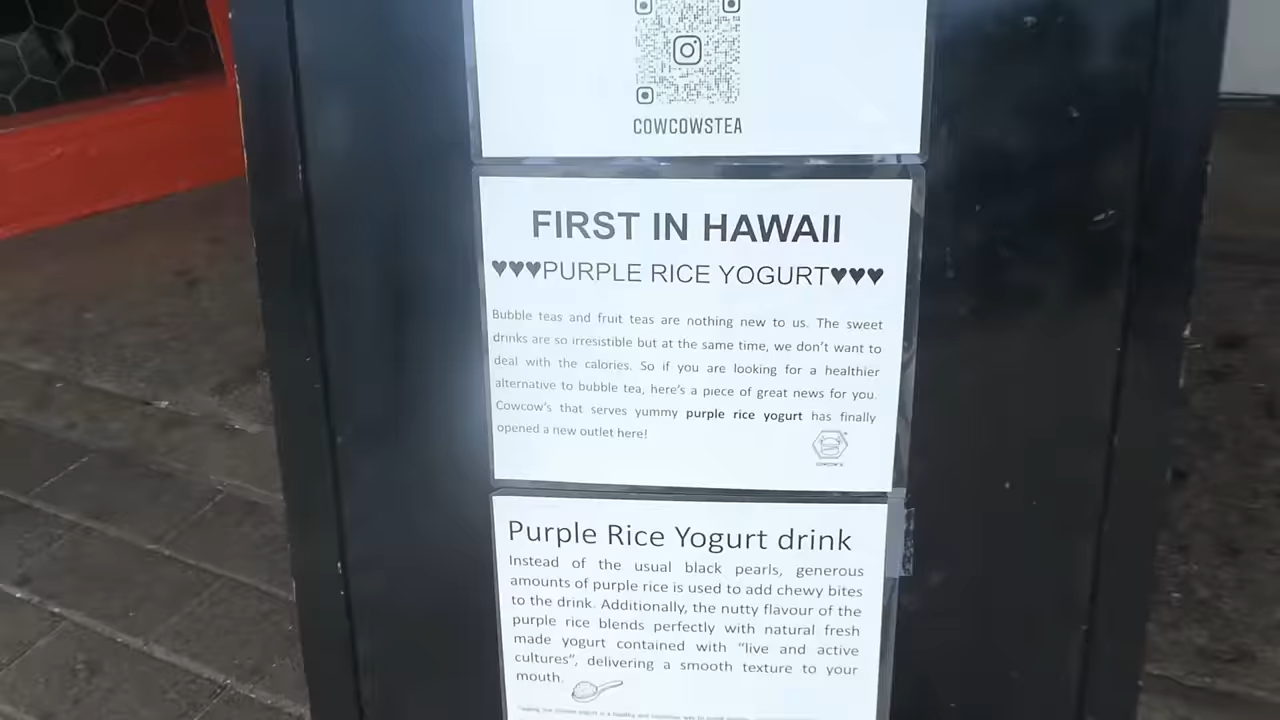 COWCOWSTEA
FIRST IN HAWAII
♥♥♥PURPLE RICE YOGURT♥♥♥
Bubble teas and fruit teas are nothing new to us. The sweet
drinks are so irresistible but at the same time, we don't want to
deal with the calories. So if you are looking for a healthier
alternative to bubble tea, here's a piece of great news for you.
Cowcow's that serves yummy purple rice yogurt has finally
opened a new outlet here!
COWCOW'S
Purple Rice Yogurt drink
Instead of the usual black pearls, generous
amounts of purple rice is used to add chewy bites
to the drink. Additionally, the nutty flavour of the
purple rice blends perfectly with natural fresh
made yogurt contained with "live and active
cultures", delivering a smooth texture to your
mouth.